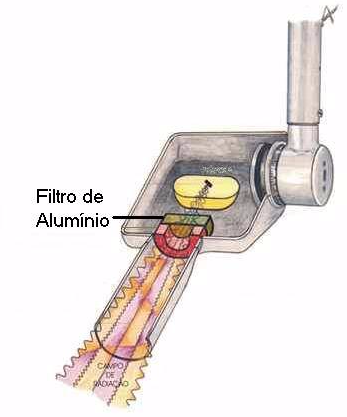 Filtro de
Alumínio
CAMPO
DE
RADIAÇÃO